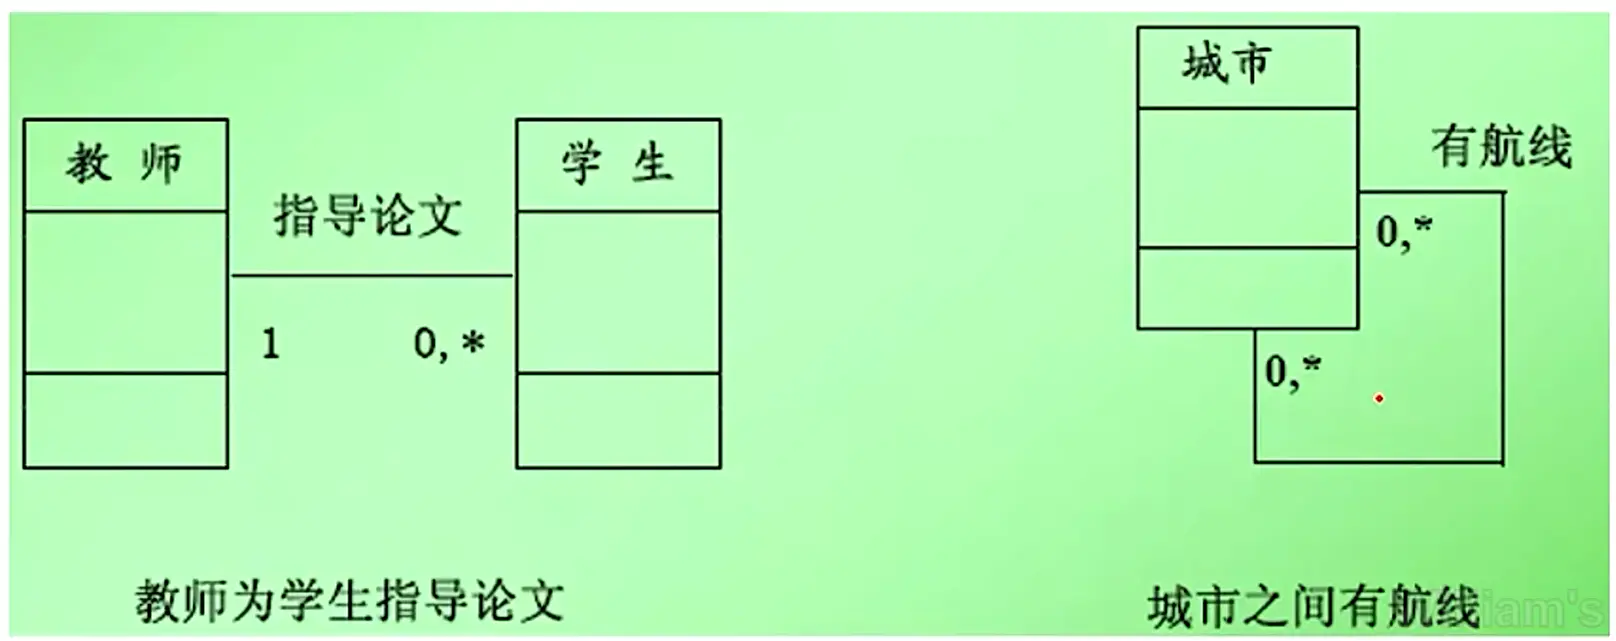 教 师
指导论文
1
0,*
学 生
教师为学生指导论文
城市
有航线
0,*
0,*
城市之间有航线